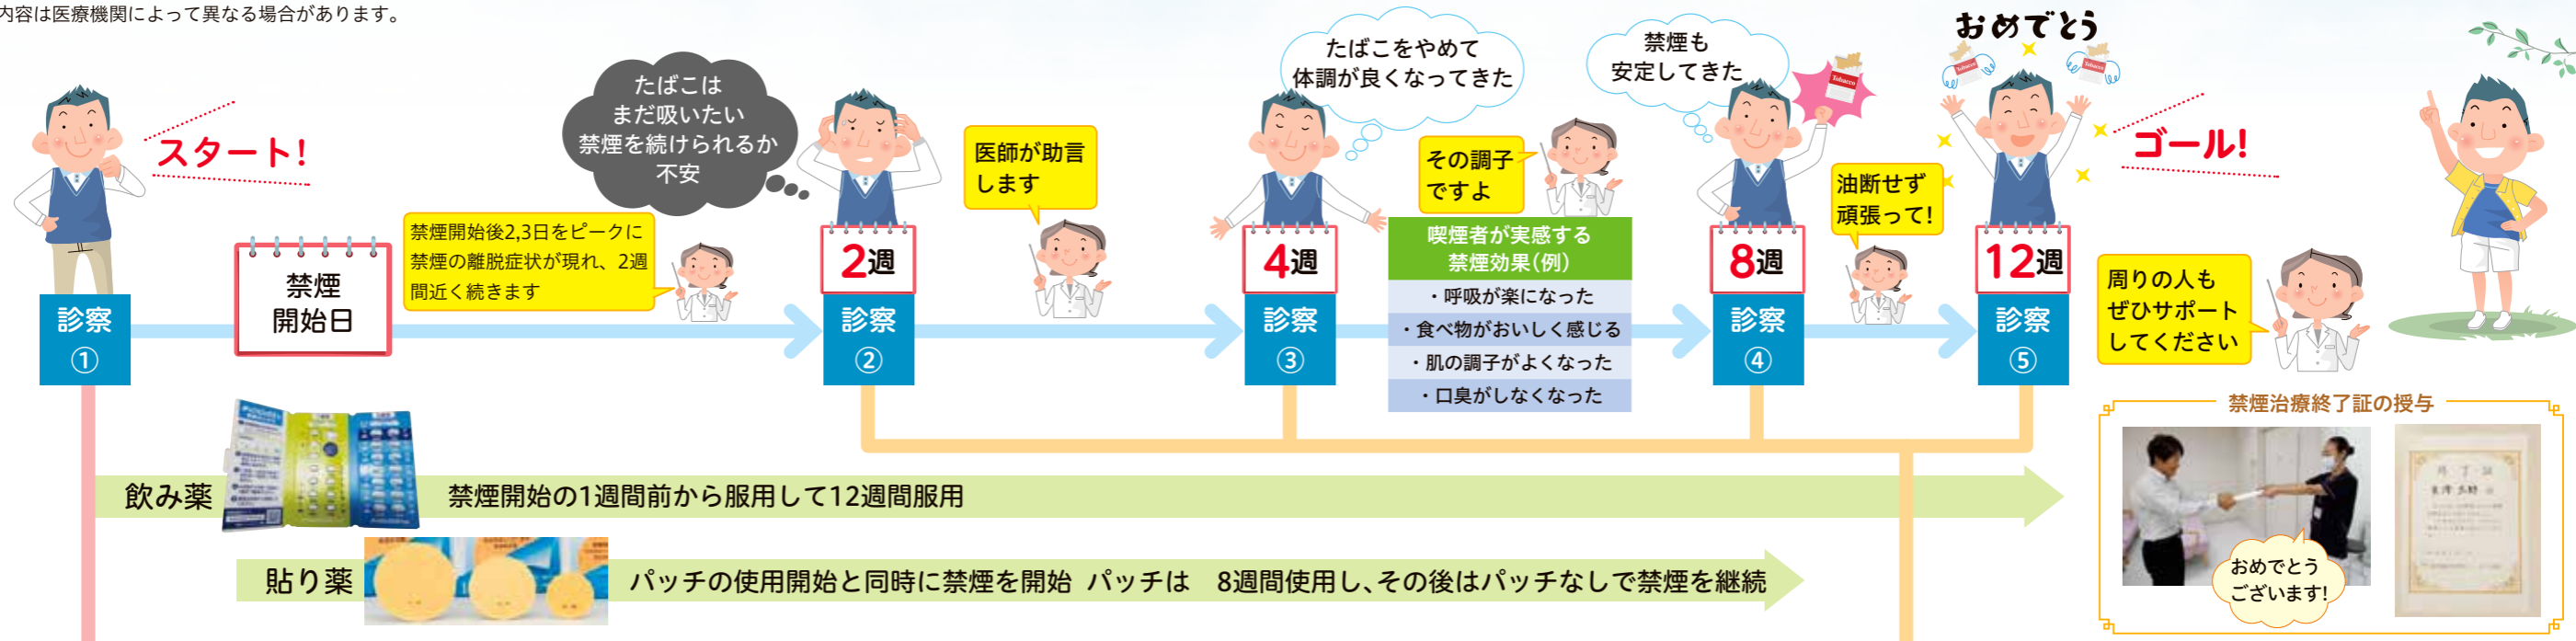 内容は医療機関によって異なる場合があります。
スタート!
診察
①
禁煙
開始日
禁煙開始後2,3日をピークに
禁煙の離脱症状が現れ、2週
間近く続きます
たばこは
まだ吸いたい
禁煙を続けられるか
不安
2週
診察
②
医師が助言
します
たばこをやめて
体調が良くなってきた
4週
診察
③
その調子
ですよ
喫煙者が実感する
禁煙効果(例)
・呼吸が楽になった
・食べ物がおいしく感じる
・肌の調子がよくなった
・口臭がしなくなった
禁煙も
安定してきた
Tobacco
8週
診察
④
油断せず
頑張って!
おめでとう
Tobacco
Tobacco
12週
診察
⑤
ゴール!
周りの人も
ぜひサポート
してください
飲み薬
禁煙開始の1週間前から服用して12週間服用
貼り薬
パッチの使用開始と同時に禁煙を開始 パッチは 8週間使用し、その後はパッチなしで禁煙を継続
禁煙治療終了証の授与
おめでとう
ございます!
終了証